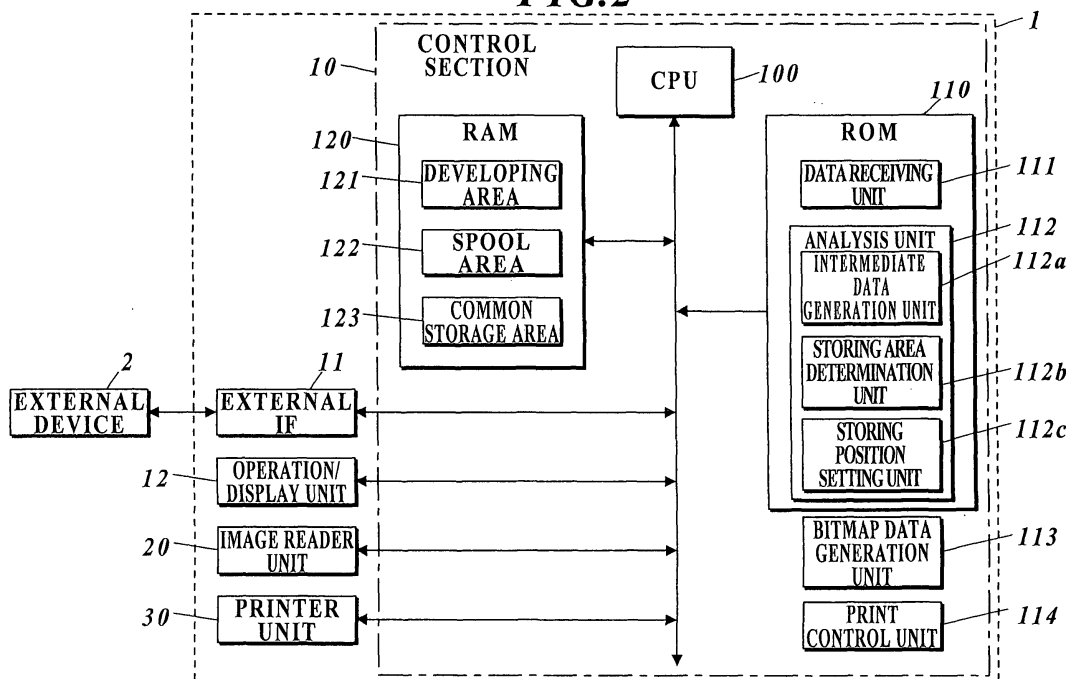 FIG.2
1
CONTROL
SECTION
10
CPU
100
110
RAM
120
ROM
DEVELOPING
AREA
121
DATA RECEIVING
UNIT
111
SPOOL
AREA
122
ANALYSIS UNIT
112
INTERMEDIATE
DATA
GENERATION UNIT
112a
COMMON
STORAGE AREA
123
STORING AREA
DETERMINATION
UNIT
112b
2
EXTERNAL
DEVICE
11
EXTERNAL
IF
STORING
POSITION
SETTING UNIT
112c
12
OPERATION/
DISPLAY UNIT
20
IMAGE READER
UNIT
BITMAP DATA
GENERATION
UNIT
113
30
PRINTER
UNIT
PRINT
CONTROL UNIT
114